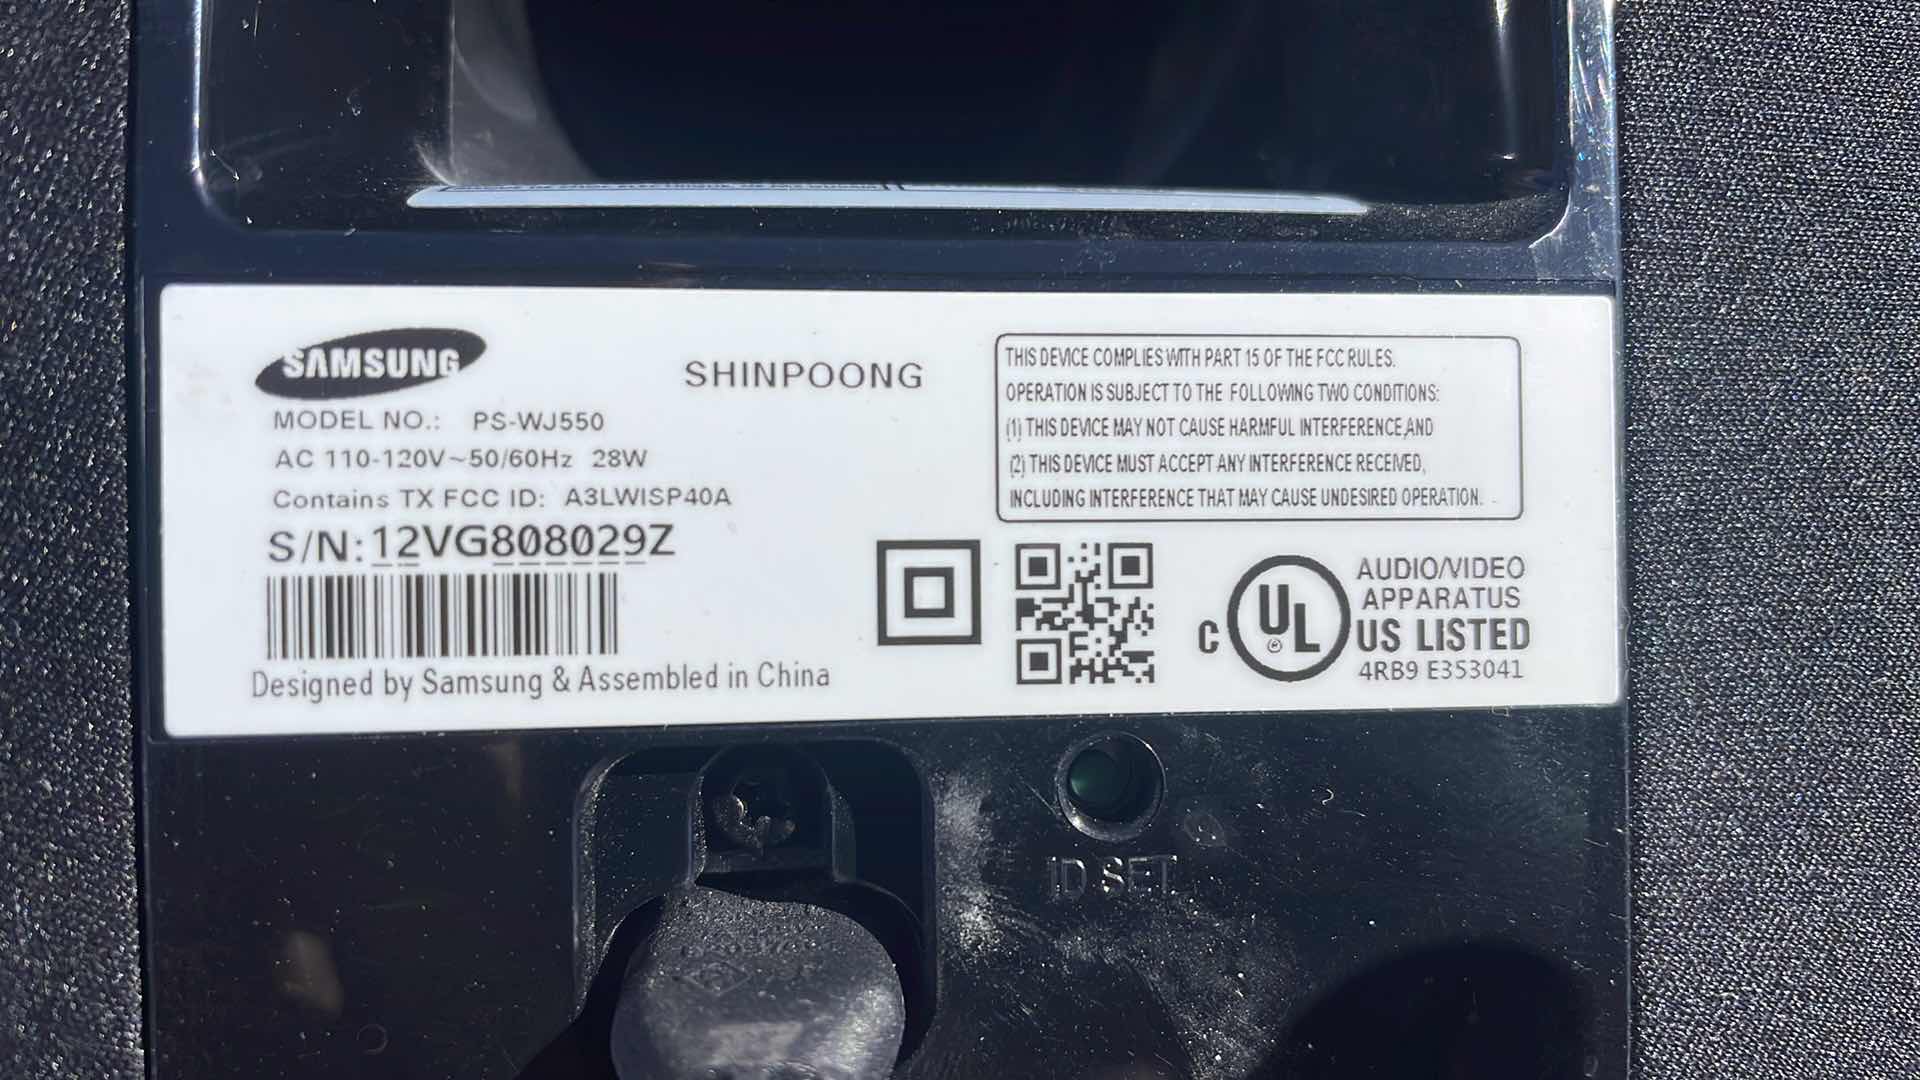 SAMSUNG
SHINPOONG
MODEL NO.: PS-WJ550
AC 110-120V~50/60Hz 28W
Contains TX FCC ID: A3LWISP40A
S/N: 12VG808029Z
Designed by Samsung & Assembled in China
THIS DEVICE COMPLIES WITH PART 15 OF THE FCC RULES.
OPERATION IS SUBJECT TO THE FOLLOWING TWO CONDITIONS:
(1) THIS DEVICE MAY NOT CAUSE HARMFUL INTERFERENCE,AND
(2) THIS DEVICE MUST ACCEPT ANY INTERFERENCE RECEIVED,
INCLUDING INTERFERENCE THAT MAY CAUSE UNDESIRED OPERATION.
C UL ®
AUDIO/VIDEO
APPARATUS
US LISTED
4RB9 E353041
ID SET